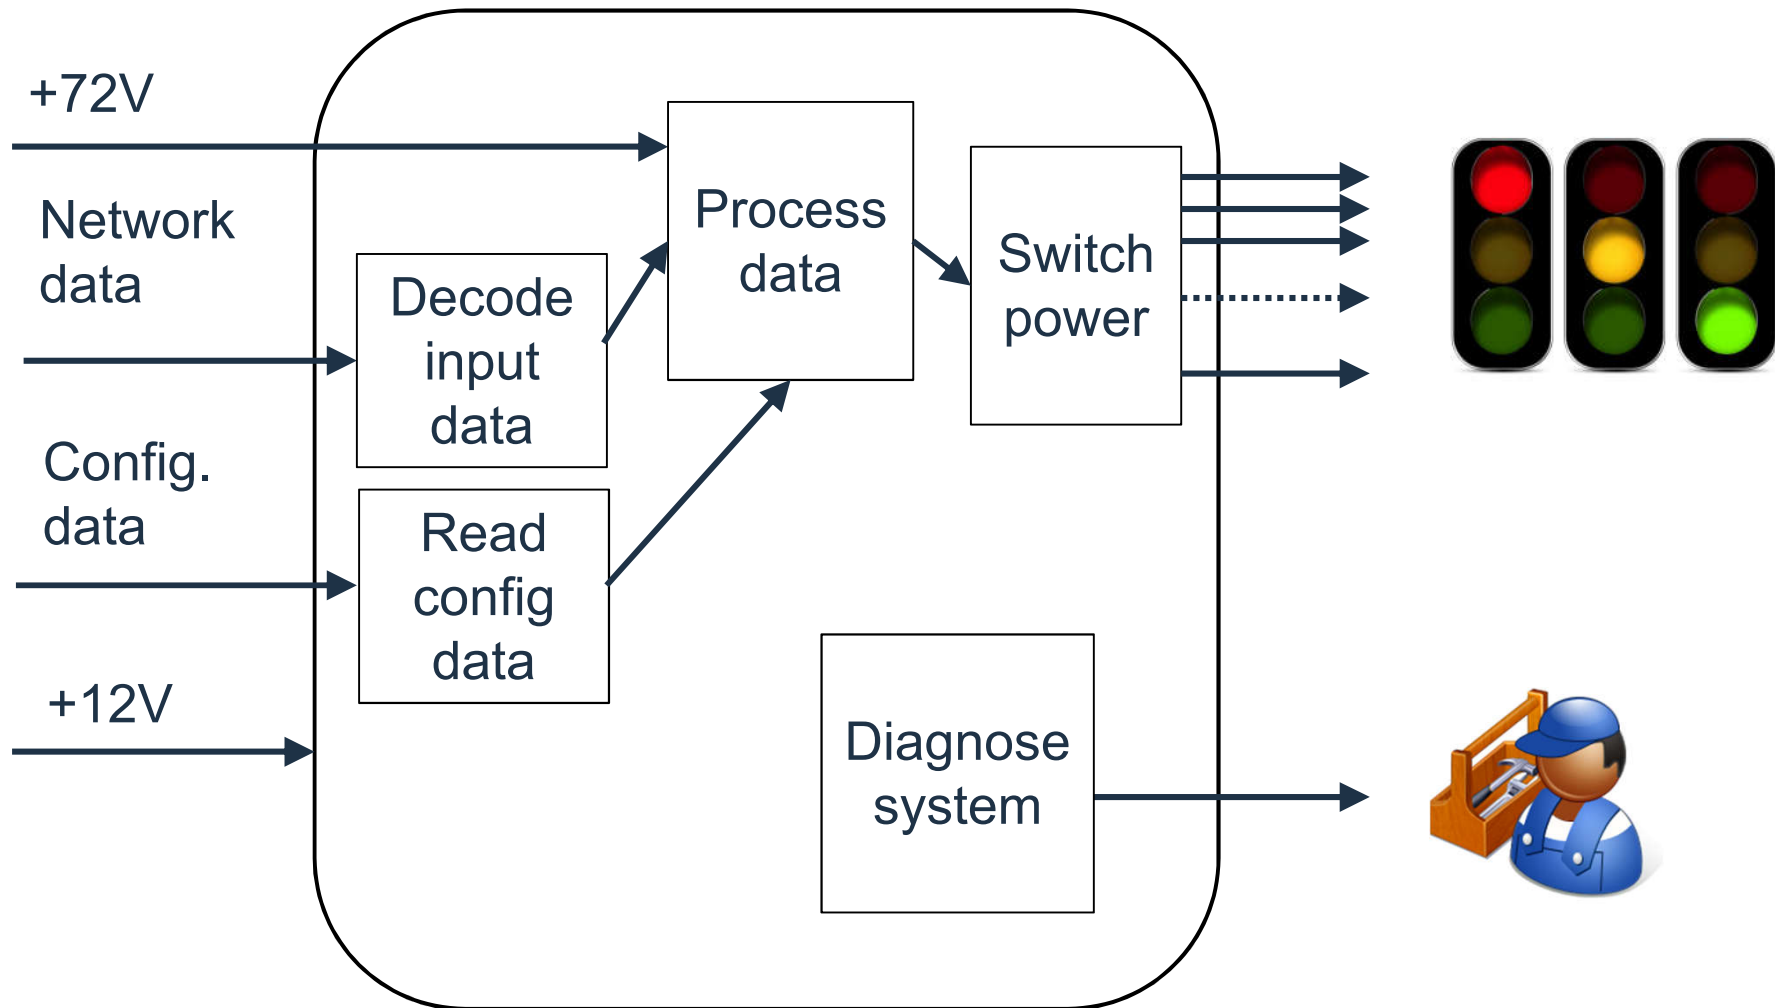 +72V
Network
data
Config.
data
+12V
Decode
input
data
Read
config
data
Process
data
Switch
power
Diagnose
system